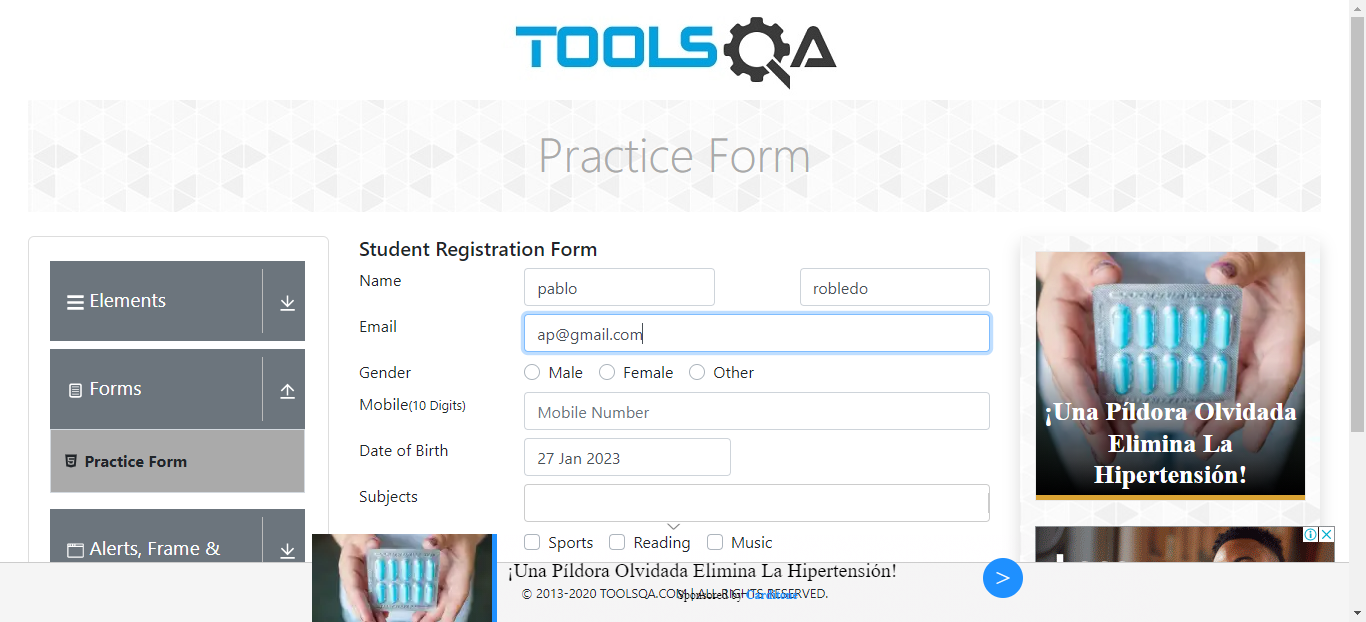 TOOLSQA
Practice Form
Elements
Forms
Practice Form
Alerts, Frame &
Student Registration Form
Name
pablo
robledo
Email
ap@gmail.com
Gender
Male
Female
Other
Mobile(10 Digits)
Mobile Number
Date of Birth
27 Jan 2023
Subjects
Sports
Reading
Music
¡Una Píldora Olvidada
Elimina La
Hipertensión!
¡Una Píldora Olvidada Elimina La Hipertensión!
© 2013-2020 TOOLSQA.COM | ALL RIGHTS RESERVED.
Sponsored by